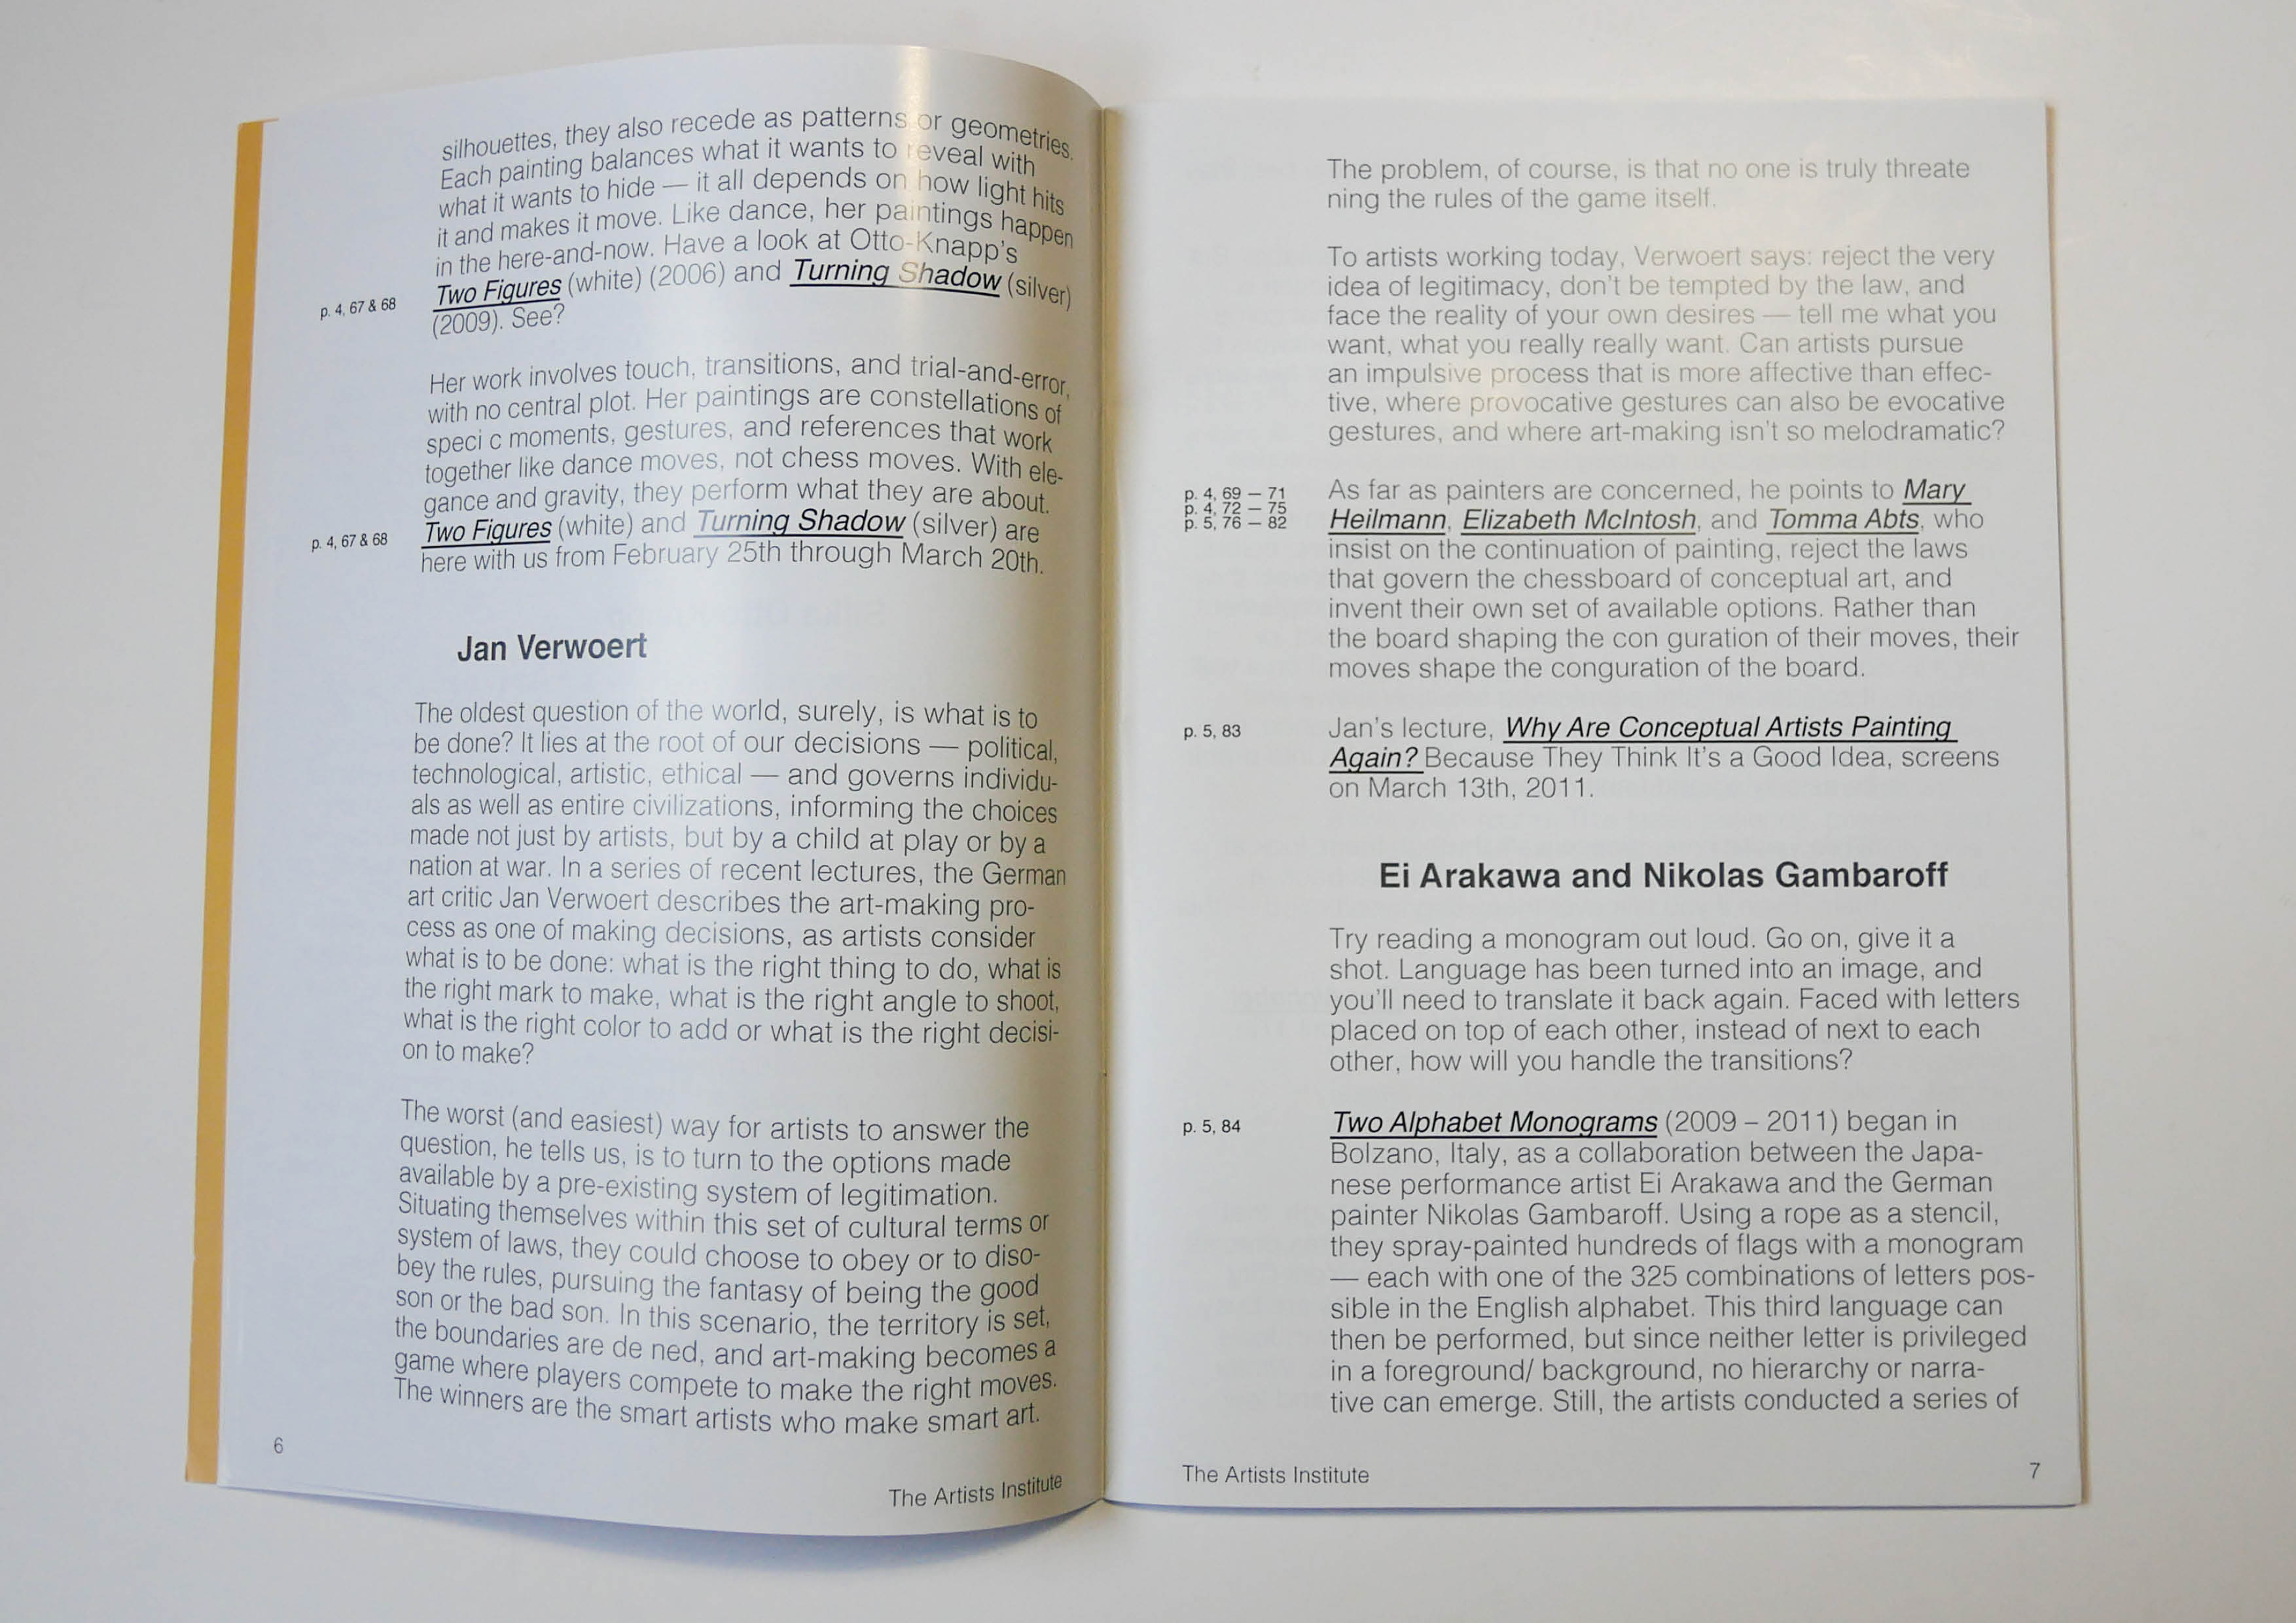 silhouettes, they also recede as patterns or geometries.
Each painting balances what it wants to reveal with
what it wants to hide — it all depends on how light hits
it and makes it move. Like dance, her paintings happen
in the here-and-now. Have a look at Otto-Knapp's
p. 4, 67 & 68 Two Figures (white) (2006) and Turning Shadow (silver)
(2009). See?
Her work involves touch, transitions, and trial-and-error,
with no central plot. Her paintings are constellations of
speci c moments, gestures, and references that work
together like dance moves, not chess moves. With ele-
gance and gravity, they perform what they are about.
p. 4, 67 & 68 Two Figures (white) and Turning Shadow (silver) are
here with us from February 25th through March 20th.
Jan Verwoert
The oldest question of the world, surely, is what is to
be done? It lies at the root of our decisions — political,
technological, artistic, ethical — and governs individu-
als as well as entire civilizations, informing the choices
made not just by artists, but by a child at play or by a
nation at war. In a series of recent lectures, the German
art critic Jan Verwoert describes the art-making pro-
cess as one of making decisions, as artists consider
what is to be done: what is the right thing to do, what is
the right mark to make, what is the right angle to shoot,
what is the right color to add or what is the right decisi-
on to make?
The worst (and easiest) way for artists to answer the
question, he tells us, is to turn to the options made
available by a pre-existing system of legitimation.
Situating themselves within this set of cultural terms or
system of laws, they could choose to obey or to diso-
bey the rules, pursuing the fantasy of being the good
son or the bad son. In this scenario, the territory is set,
the boundaries are de ned, and art-making becomes a
game where players compete to make the right moves.
The winners are the smart artists who make smart art.
6
The Artists Institute
The problem, of course, is that no one is truly threate
ning the rules of the game itself.
To artists working today, Verwoert says: reject the very
idea of legitimacy, don't be tempted by the law, and
face the reality of your own desires — tell me what you
want, what you really really want. Can artists pursue
an impulsive process that is more affective than effec-
tive, where provocative gestures can also be evocative
gestures, and where art-making isn't so melodramatic?
p. 4, 69 – 71
p. 4, 72 – 75
p. 5, 76 – 82
As far as painters are concerned, he points to Mary
Heilmann, Elizabeth McIntosh, and Tomma Abts, who
insist on the continuation of painting, reject the laws
that govern the chessboard of conceptual art, and
invent their own set of available options. Rather than
the board shaping the con guration of their moves, their
moves shape the conguration of the board.
p. 5, 83 Jan's lecture, Why Are Conceptual Artists Painting
Again? Because They Think It's a Good Idea, screens
on March 13th, 2011.
Ei Arakawa and Nikolas Gambaroff
Try reading a monogram out loud. Go on, give it a
shot. Language has been turned into an image, and
you'll need to translate it back again. Faced with letters
placed on top of each other, instead of next to each
other, how will you handle the transitions?
p. 5, 84 Two Alphabet Monograms (2009 – 2011) began in
Bolzano, Italy, as a collaboration between the Japa-
nese performance artist Ei Arakawa and the German
painter Nikolas Gambaroff. Using a rope as a stencil,
they spray-painted hundreds of flags with a monogram
— each with one of the 325 combinations of letters pos-
sible in the English alphabet. This third language can
then be performed, but since neither letter is privileged
in a foreground/ background, no hierarchy or narra-
tive can emerge. Still, the artists conducted a series of
The Artists Institute
7